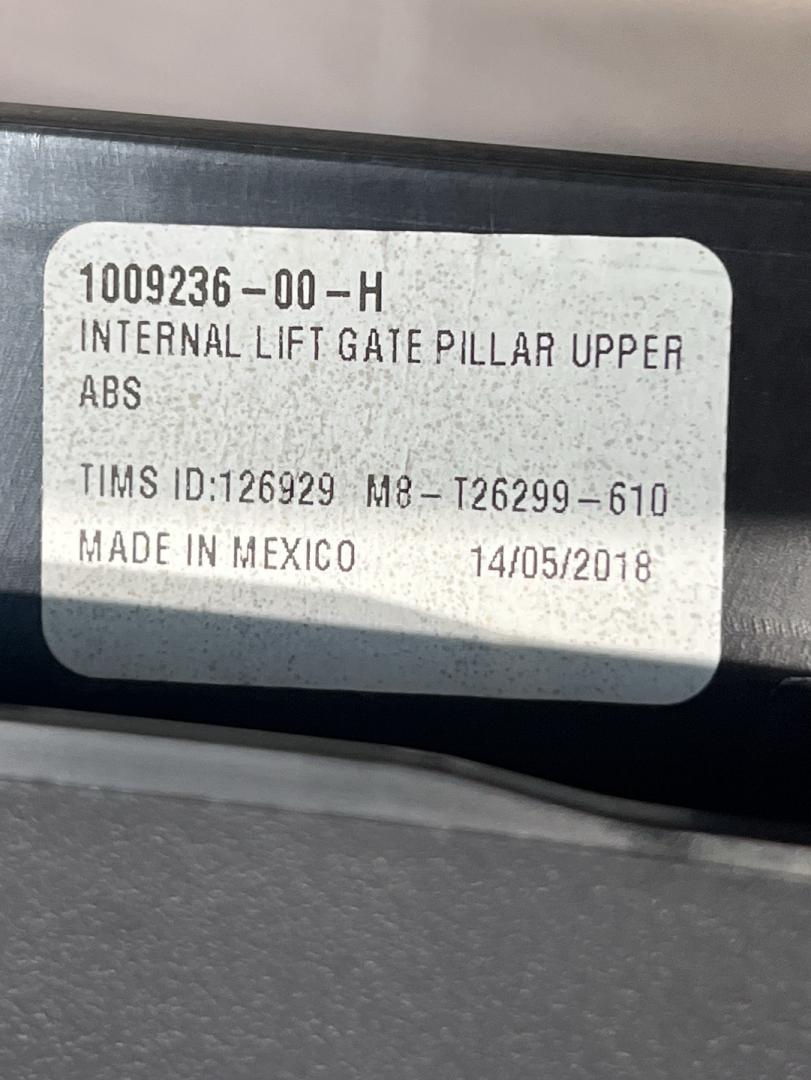 1009236-00-H
INTERNAL LIFT GATE PILLAR UPPER
ABS
TIMS ID:126929 M8-T26299-610
MADE IN MEXICO 14/05/2018